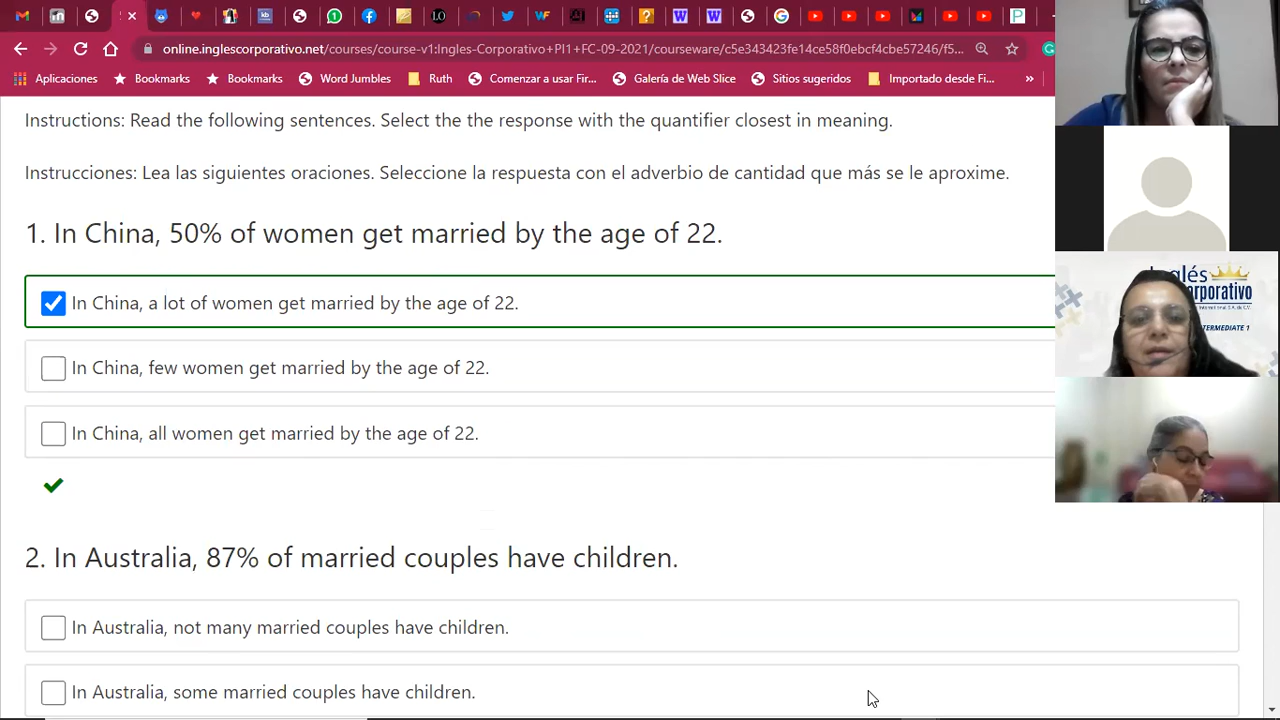 online.inglescorporativo.net/courses/course-v1:Ingles-Corporativo+PI1+FC-09-2021/courseware/c5e343423fe14ce58f0ebcf4cbe57246/f5...
Aplicaciones Bookmarks Bookmarks Word Jumbles Ruth Comenzar a usar Fir... Galería de Web Slice Sitios sugeridos Importado desde Fi... »
Instructions: Read the following sentences. Select the the response with the quantifier closest in meaning.
Instrucciones: Lea las siguientes oraciones. Seleccione la respuesta con el adverbio de cantidad que más se le aproxime.
1. In China, 50% of women get married by the age of 22.
In China, a lot of women get married by the age of 22.
In China, few women get married by the age of 22.
In China, all women get married by the age of 22.
2. In Australia, 87% of married couples have children.
In Australia, not many married couples have children.
In Australia, some married couples have children.